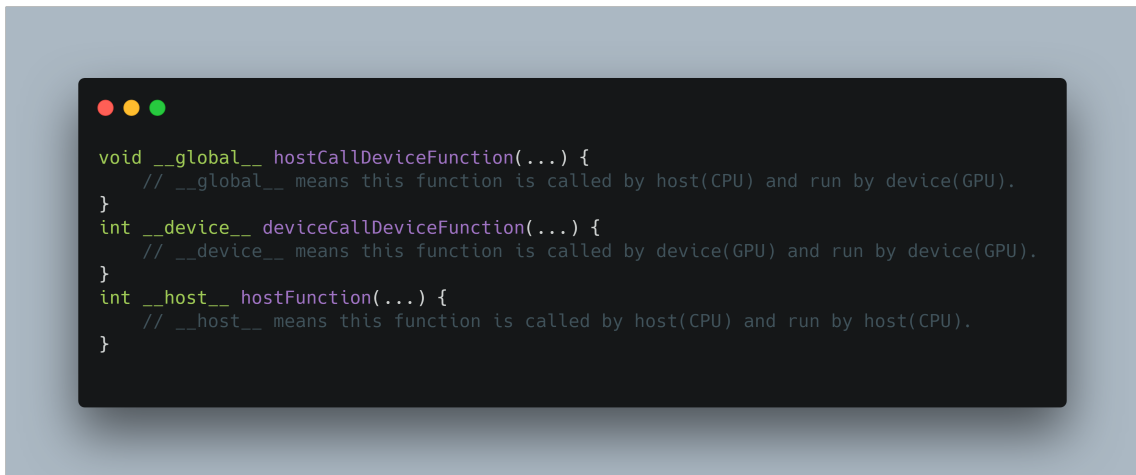 void __global__ hostCallDeviceFunction(...) {
    // __global__ means this function is called by host(CPU) and run by device(GPU).
}
int __device__ deviceCallDeviceFunction(...) {
    // __device__ means this function is called by device(GPU) and run by device(GPU).
}
int __host__ hostFunction(...) {
    // __host__ means this function is called by host(CPU) and run by host(CPU).
}